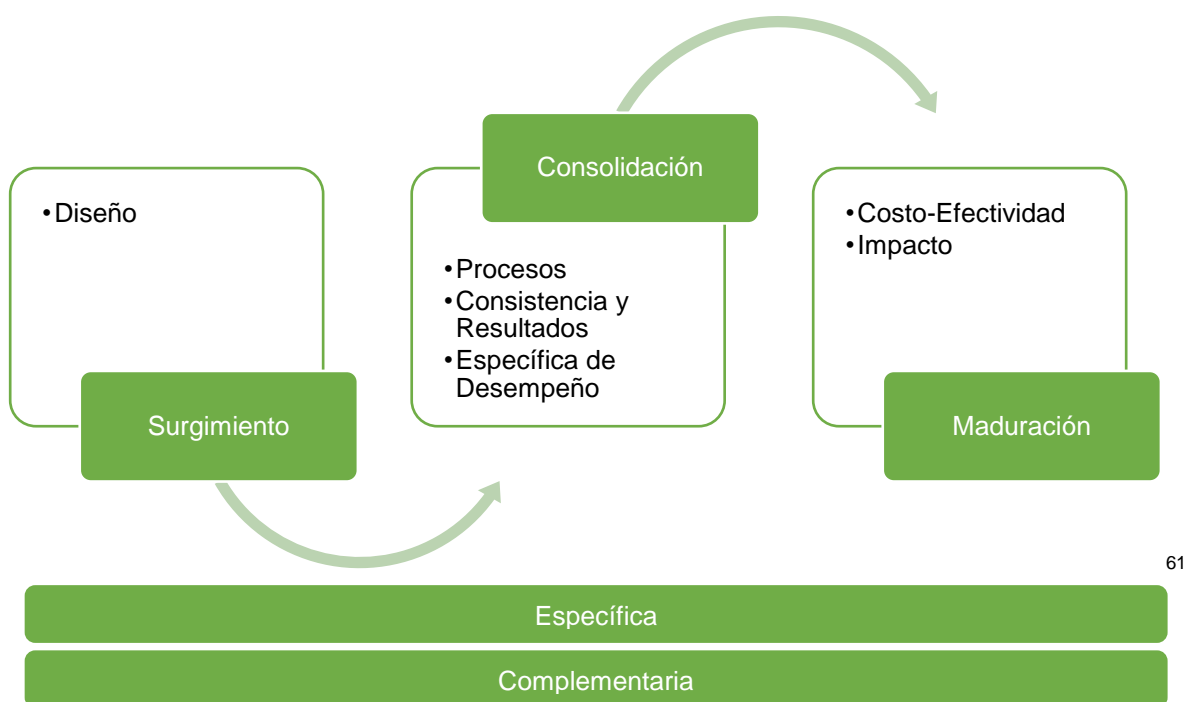 •Diseño
Surgimiento
Consolidación
•Procesos
•Consistencia y
Resultados
•Específica de
Desempeño
•Costo-Efectividad
•Impacto
Maduración
61
Específica
Complementaria